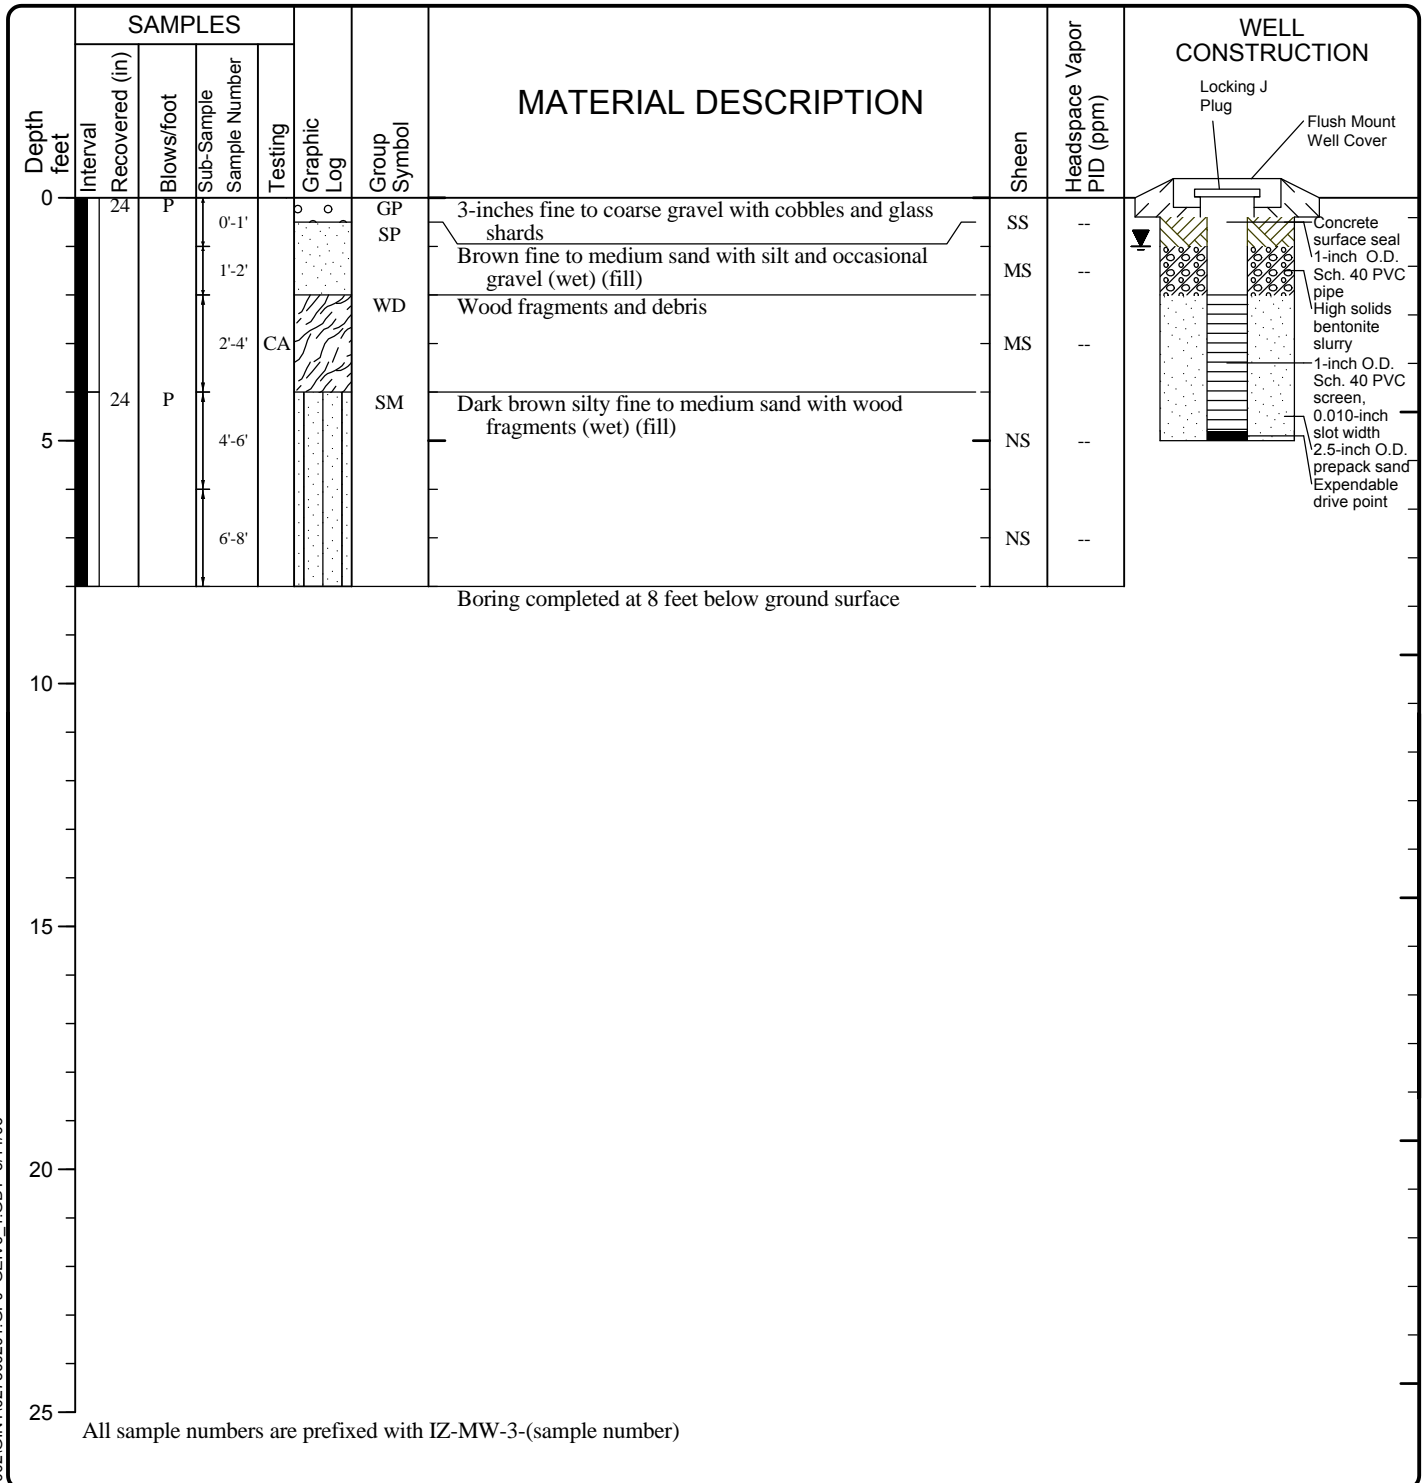 SAMPLES
Depth
feet
Interval
Recovered (in)
Blows/foot
Sub-Sample
Sample Number
Testing
Graphic
Log
Group
Symbol
MATERIAL DESCRIPTION
Sheen
Headspace Vapor
PID (ppm)
WELL
CONSTRUCTION
Locking J
Plug
Flush Mount
Well Cover
0
24
P
0'-1'
GP
SP
3-inches fine to coarse gravel with cobbles and glass
shards
SS
--
1'-2'
Brown fine to medium sand with silt and occasional
gravel (wet) (fill)
MS
--
2'-4'
CA
WD
Wood fragments and debris
MS
--
24
P
4'-6'
SM
Dark brown silty fine to medium sand with wood
fragments (wet) (fill)
NS
--
5
6'-8'
NS
--
Concrete
surface seal
1-inch O.D.
Sch. 40 PVC
pipe
High solids
bentonite
slurry
1-inch O.D.
Sch. 40 PVC
screen,
0.010-inch
slot width
2.5-inch O.D.
prepack sand
Expendable
drive point
Boring completed at 8 feet below ground surface
10
15
20
25
All sample numbers are prefixed with IZ-MW-3-(sample number)